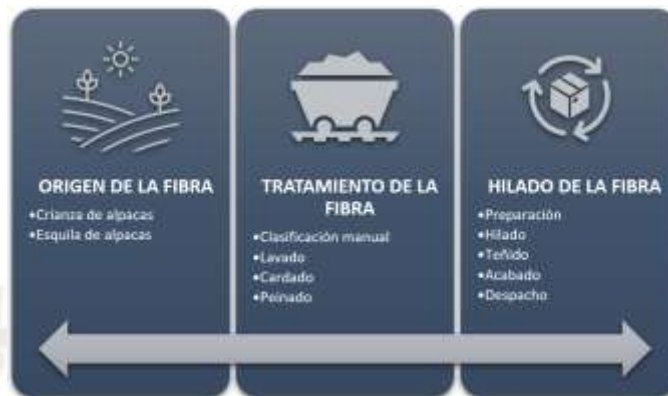 ORIGEN DE LA FIBRA
•Crianza de alpacas
•Esquila de alpacas
TRATAMIENTO DE LA
FIBRA
•Clasificación manual
•Lavado
•Cardado
•Peinado
HILADO DE LA FIBRA
•Preparación
•Hilado
•Teñido
•Acabado
•Despacho